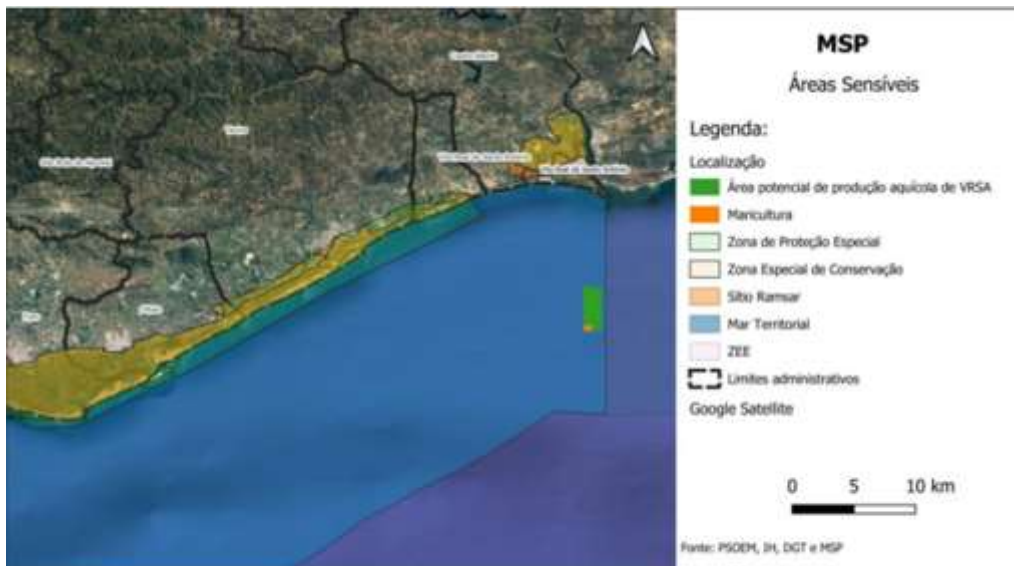 MSP
Áreas Sensíveis
Legenda:
Localização
Área potencial de produção aquícola de VRSA
Maricultura
Zona de Proteção Especial
Zona Especial de Conservação
Sítio Ramsar
Mar Territorial
ZEE
Limites administrativos
Google Satellite
0 5 10 km
Fonte: PSOEM, IH, DGT e MSP